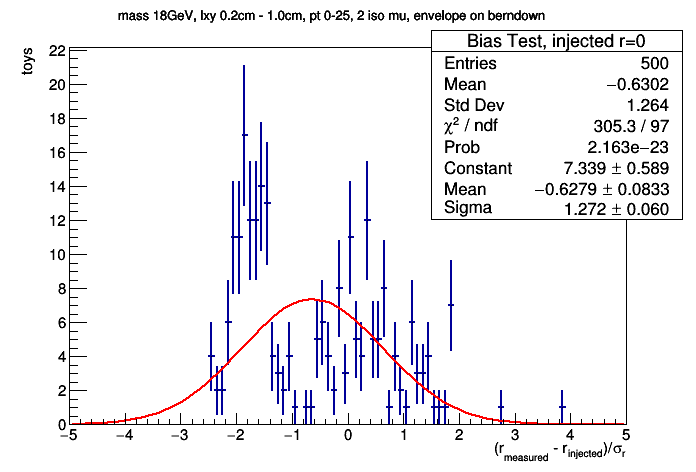 mass 18GeV, lxy 0.2cm - 1.0cm, pt 0-25, 2 iso mu, envelope on berndown
Bias Test, injected r=0
Entries 500
Mean −0.6302
Std Dev 1.264
χ² / ndf 305.3 / 97
Prob 2.163e−23
Constant 7.339 ± 0.589
Mean −0.6279 ± 0.0833
Sigma 1.272 ± 0.060
toys
22
20
18
16
14
12
10
8
6
4
2
0
−5 −4 −3 −2 −1 0 1 2 3 4 5
(r_measured - r_injected)/σ_r